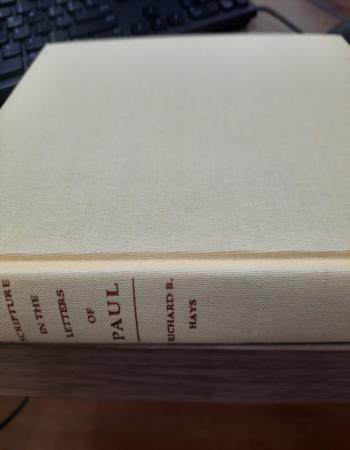 SCRIPTURE
IN THE
LETTERS
OF
PAUL
RICHARD B.
HAYS